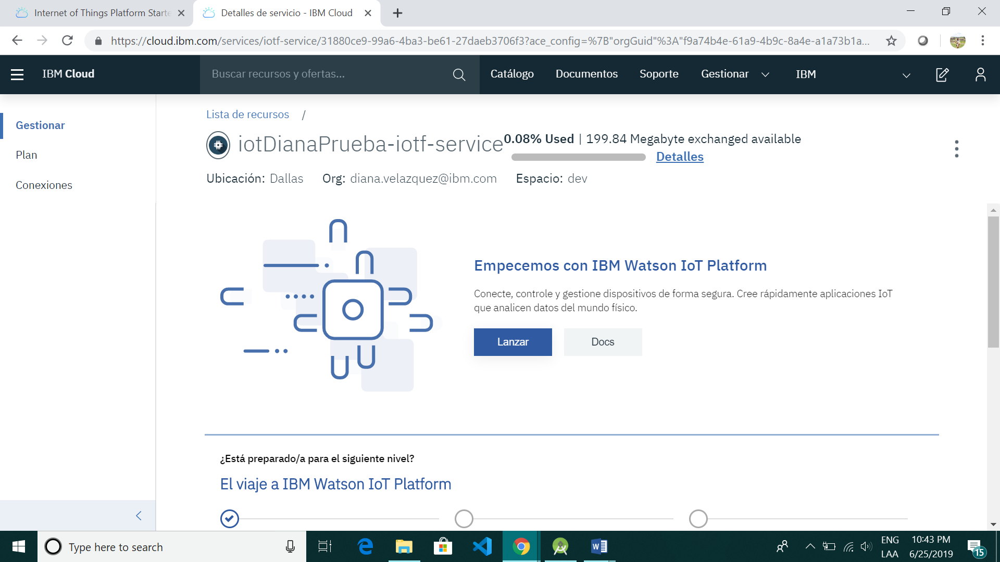 Internet of Things Platform Starte
Detalles de servicio - IBM Cloud
https://cloud.ibm.com/services/iotf-service/31880ce9-99a6-4ba3-be61-27daeb3706f3?ace_config=%7B"orgGuid"%3A"f9a74b4e-61a9-4b9c-8a4e-a1a73b1a...
IBM Cloud
Buscar recursos y ofertas...
Catálogo
Documentos
Soporte
Gestionar
IBM
Gestionar
Plan
Conexiones
Lista de recursos /
iotDianaPrueba-iotf-service
0.08% Used | 199.84 Megabyte exchanged available
Detalles
Ubicación: Dallas Org: diana.velazquez@ibm.com Espacio: dev
Empecemos con IBM Watson IoT Platform
Conecte, controle y gestione dispositivos de forma segura. Cree rápidamente aplicaciones IoT
que analicen datos del mundo físico.
Lanzar
Docs
¿Está preparado/a para el siguiente nivel?
El viaje a IBM Watson IoT Platform
Type here to search
ENG
LAA
10:43 PM
6/25/2019
15